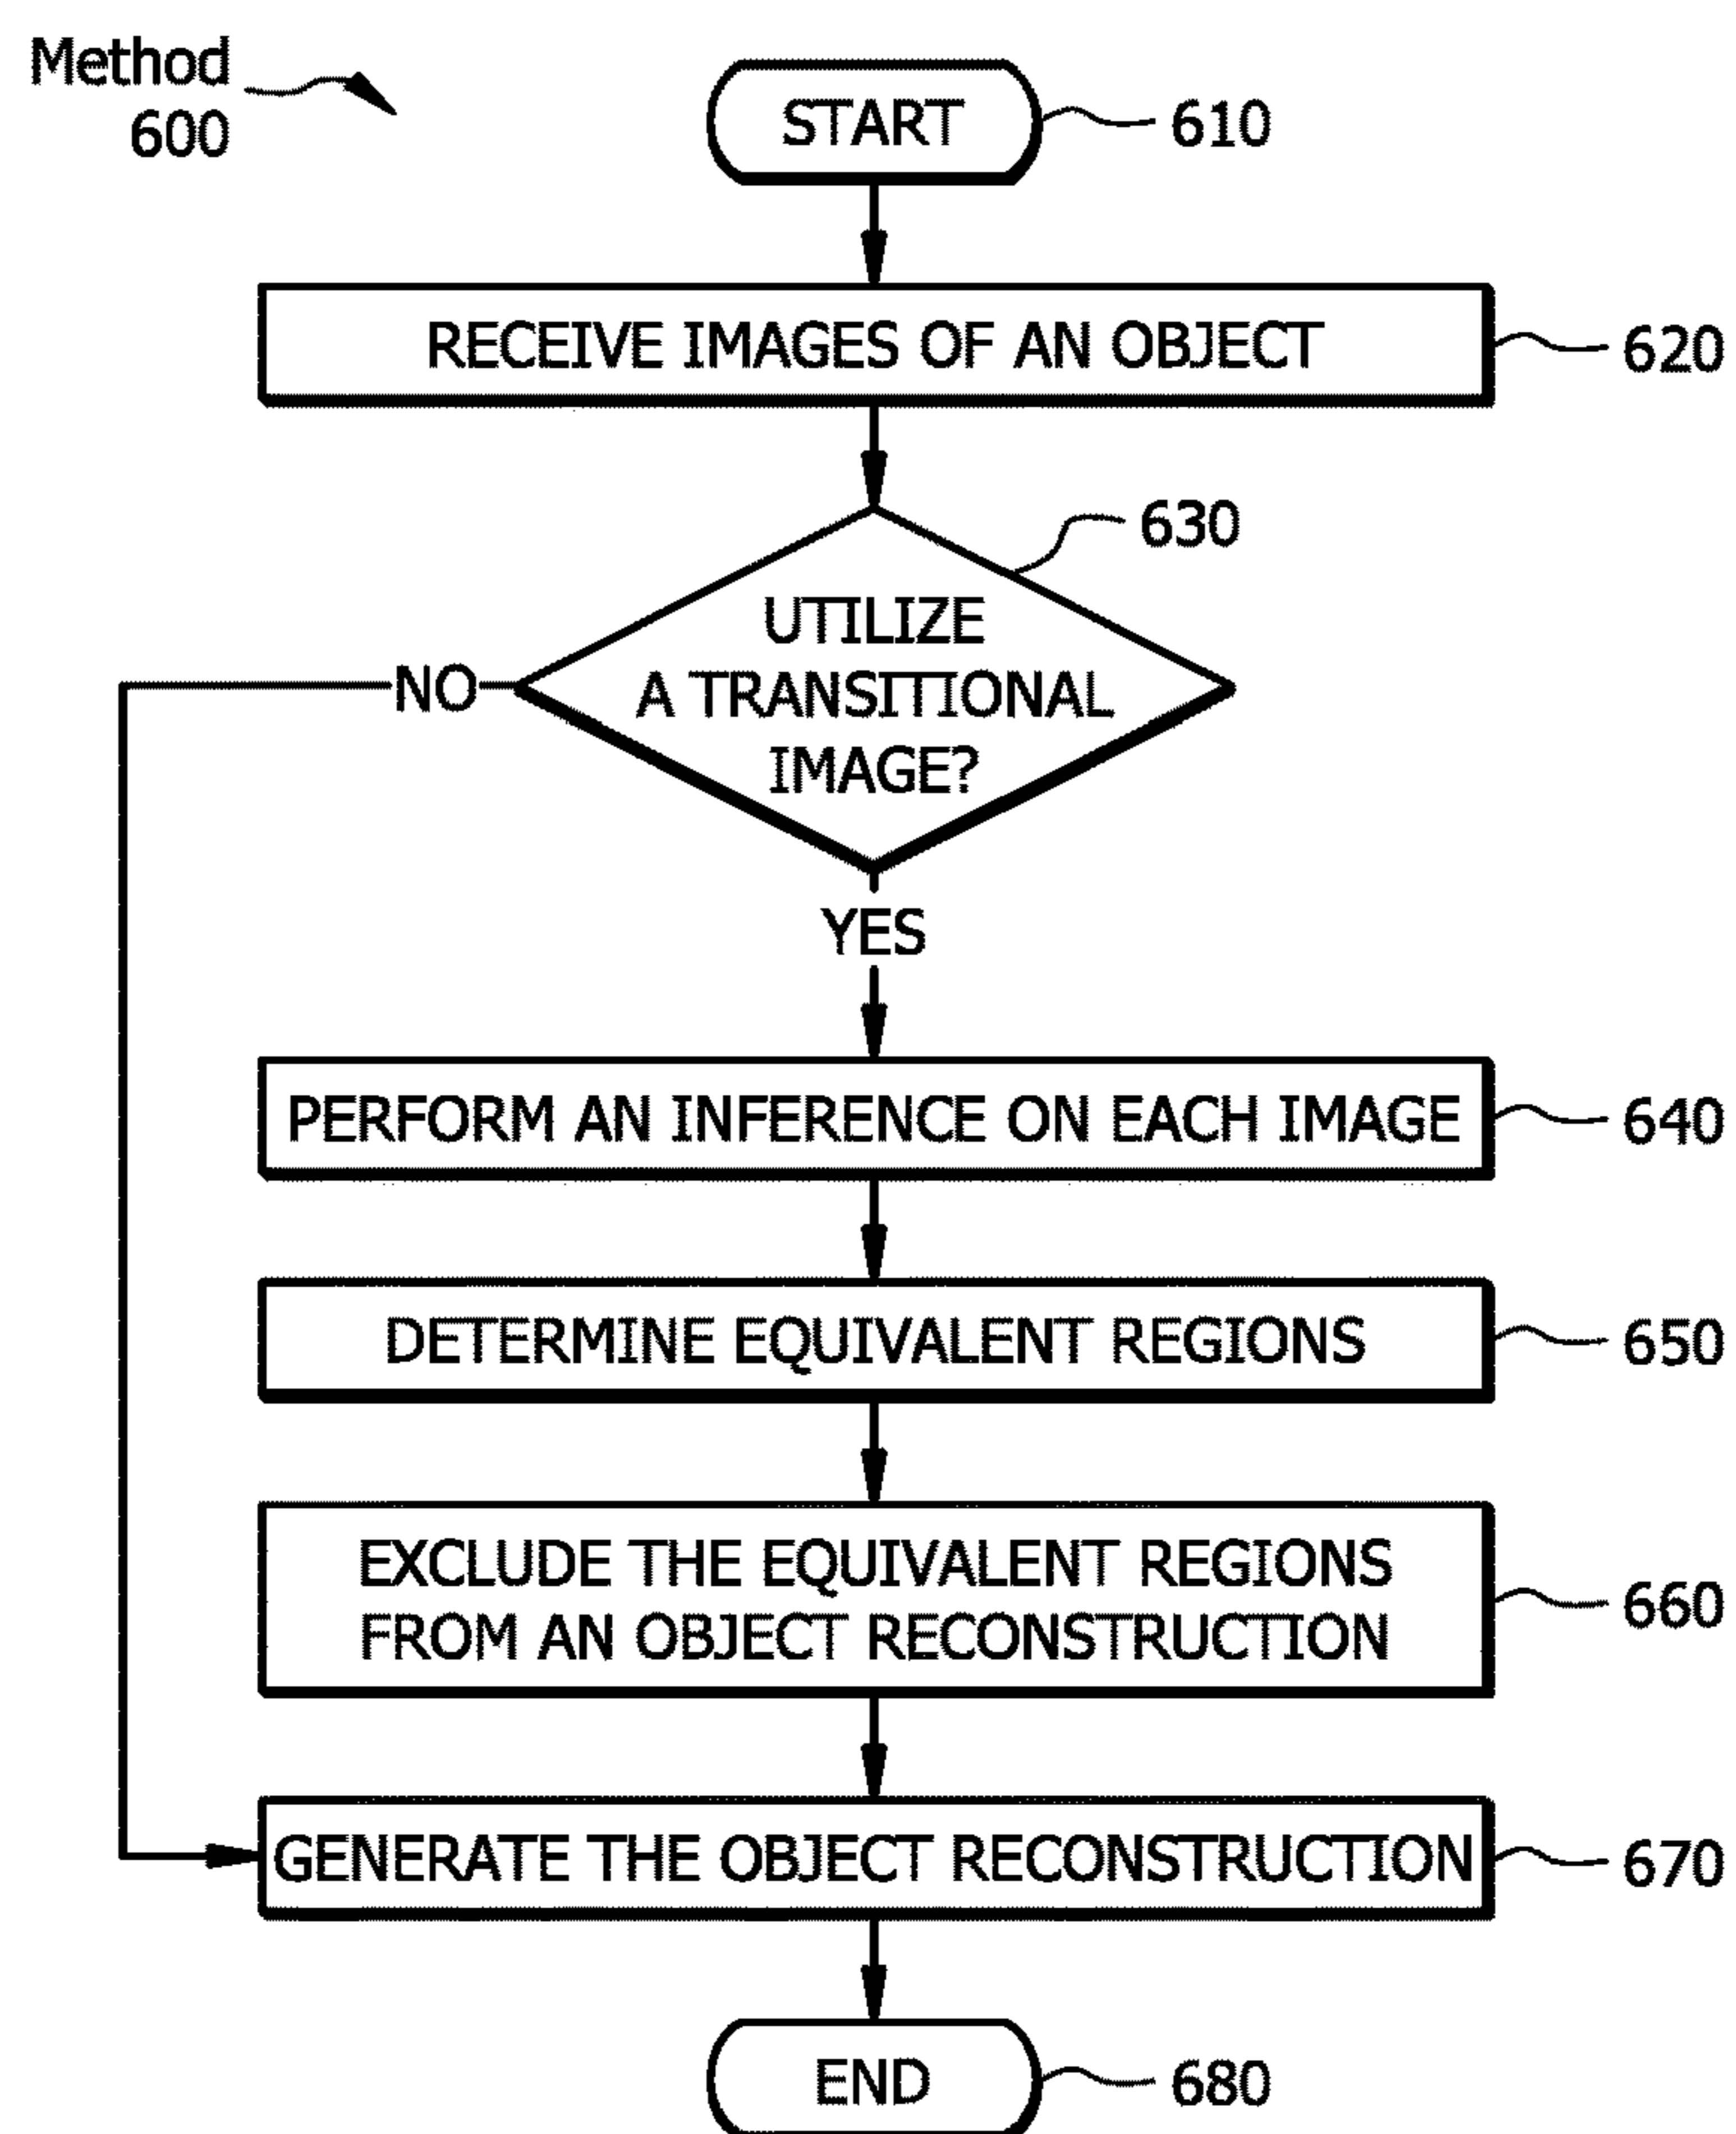 Method
600
START
610
RECEIVE IMAGES OF AN OBJECT
620
630
UTILIZE
A TRANSITIONAL
IMAGE?
NO
YES
PERFORM AN INFERENCE ON EACH IMAGE
640
DETERMINE EQUIVALENT REGIONS
650
EXCLUDE THE EQUIVALENT REGIONS
FROM AN OBJECT RECONSTRUCTION
660
GENERATE THE OBJECT RECONSTRUCTION
670
END
680